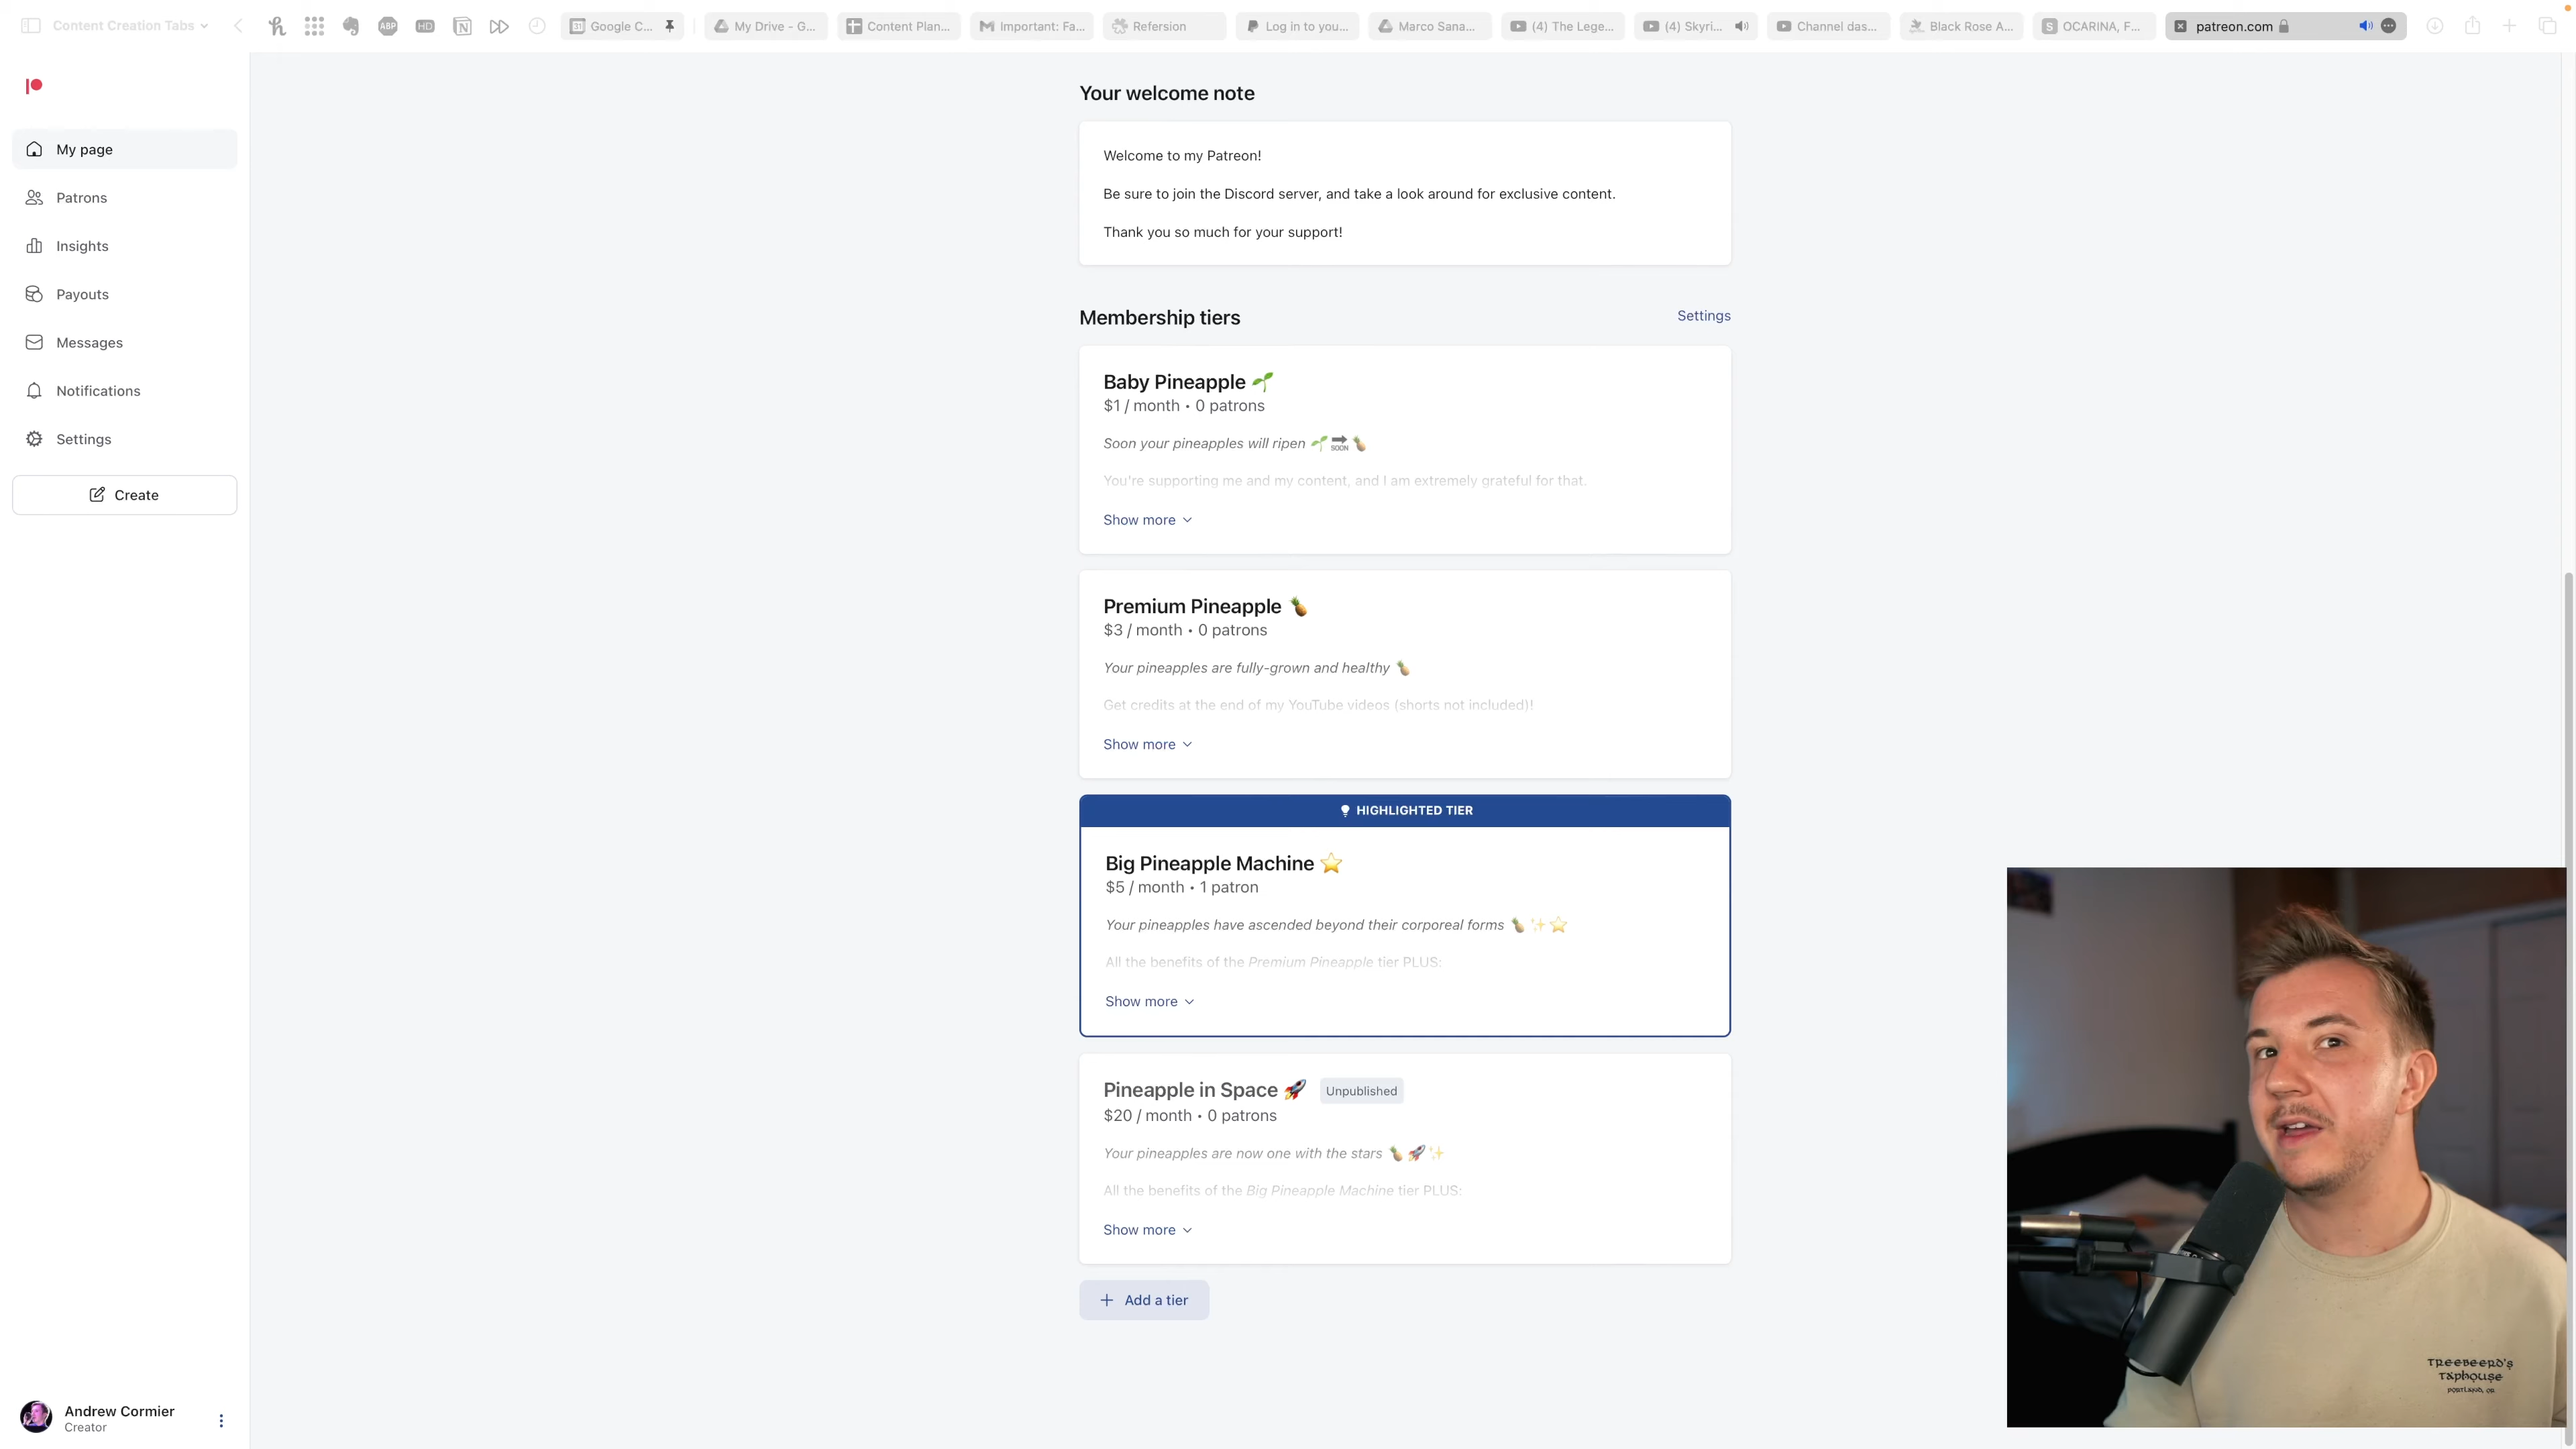 Content Creation Tabs
ABP
HD
Google C...
My Drive - G...
Content Plan...
Important: Fa...
Refersion
Log in to you...
Marco Sana...
(4) The Lege...
(4) Skyri...
Channel das...
Black Rose A...
OCARINA, F...
patreon.com
My page
Patrons
Insights
Payouts
Messages
Notifications
Settings
Create
Andrew Cormier
Creator
Your welcome note
Welcome to my Patreon!
Be sure to join the Discord server, and take a look around for exclusive content.
Thank you so much for your support!
Membership tiers
Settings
Baby Pineapple 🌱
$1 / month • 0 patrons
Soon your pineapples will ripen 🌱🔜🍍
You're supporting me and my content, and I am extremely grateful for that.
Show more
Premium Pineapple 🍍
$3 / month • 0 patrons
Your pineapples are fully-grown and healthy 🍍
Get credits at the end of my YouTube videos (shorts not included)!
Show more
HIGHLIGHTED TIER
Big Pineapple Machine ⭐
$5 / month • 1 patron
Your pineapples have ascended beyond their corporeal forms 🍍✨⭐
All the benefits of the Premium Pineapple tier PLUS:
Show more
Pineapple in Space 🚀 Unpublished
$20 / month • 0 patrons
Your pineapples are now one with the stars 🍍🚀✨
All the benefits of the Big Pineapple Machine tier PLUS:
Show more
Add a tier
TREEBEERD'S
TAPHOUSE
PORTLAND, OR